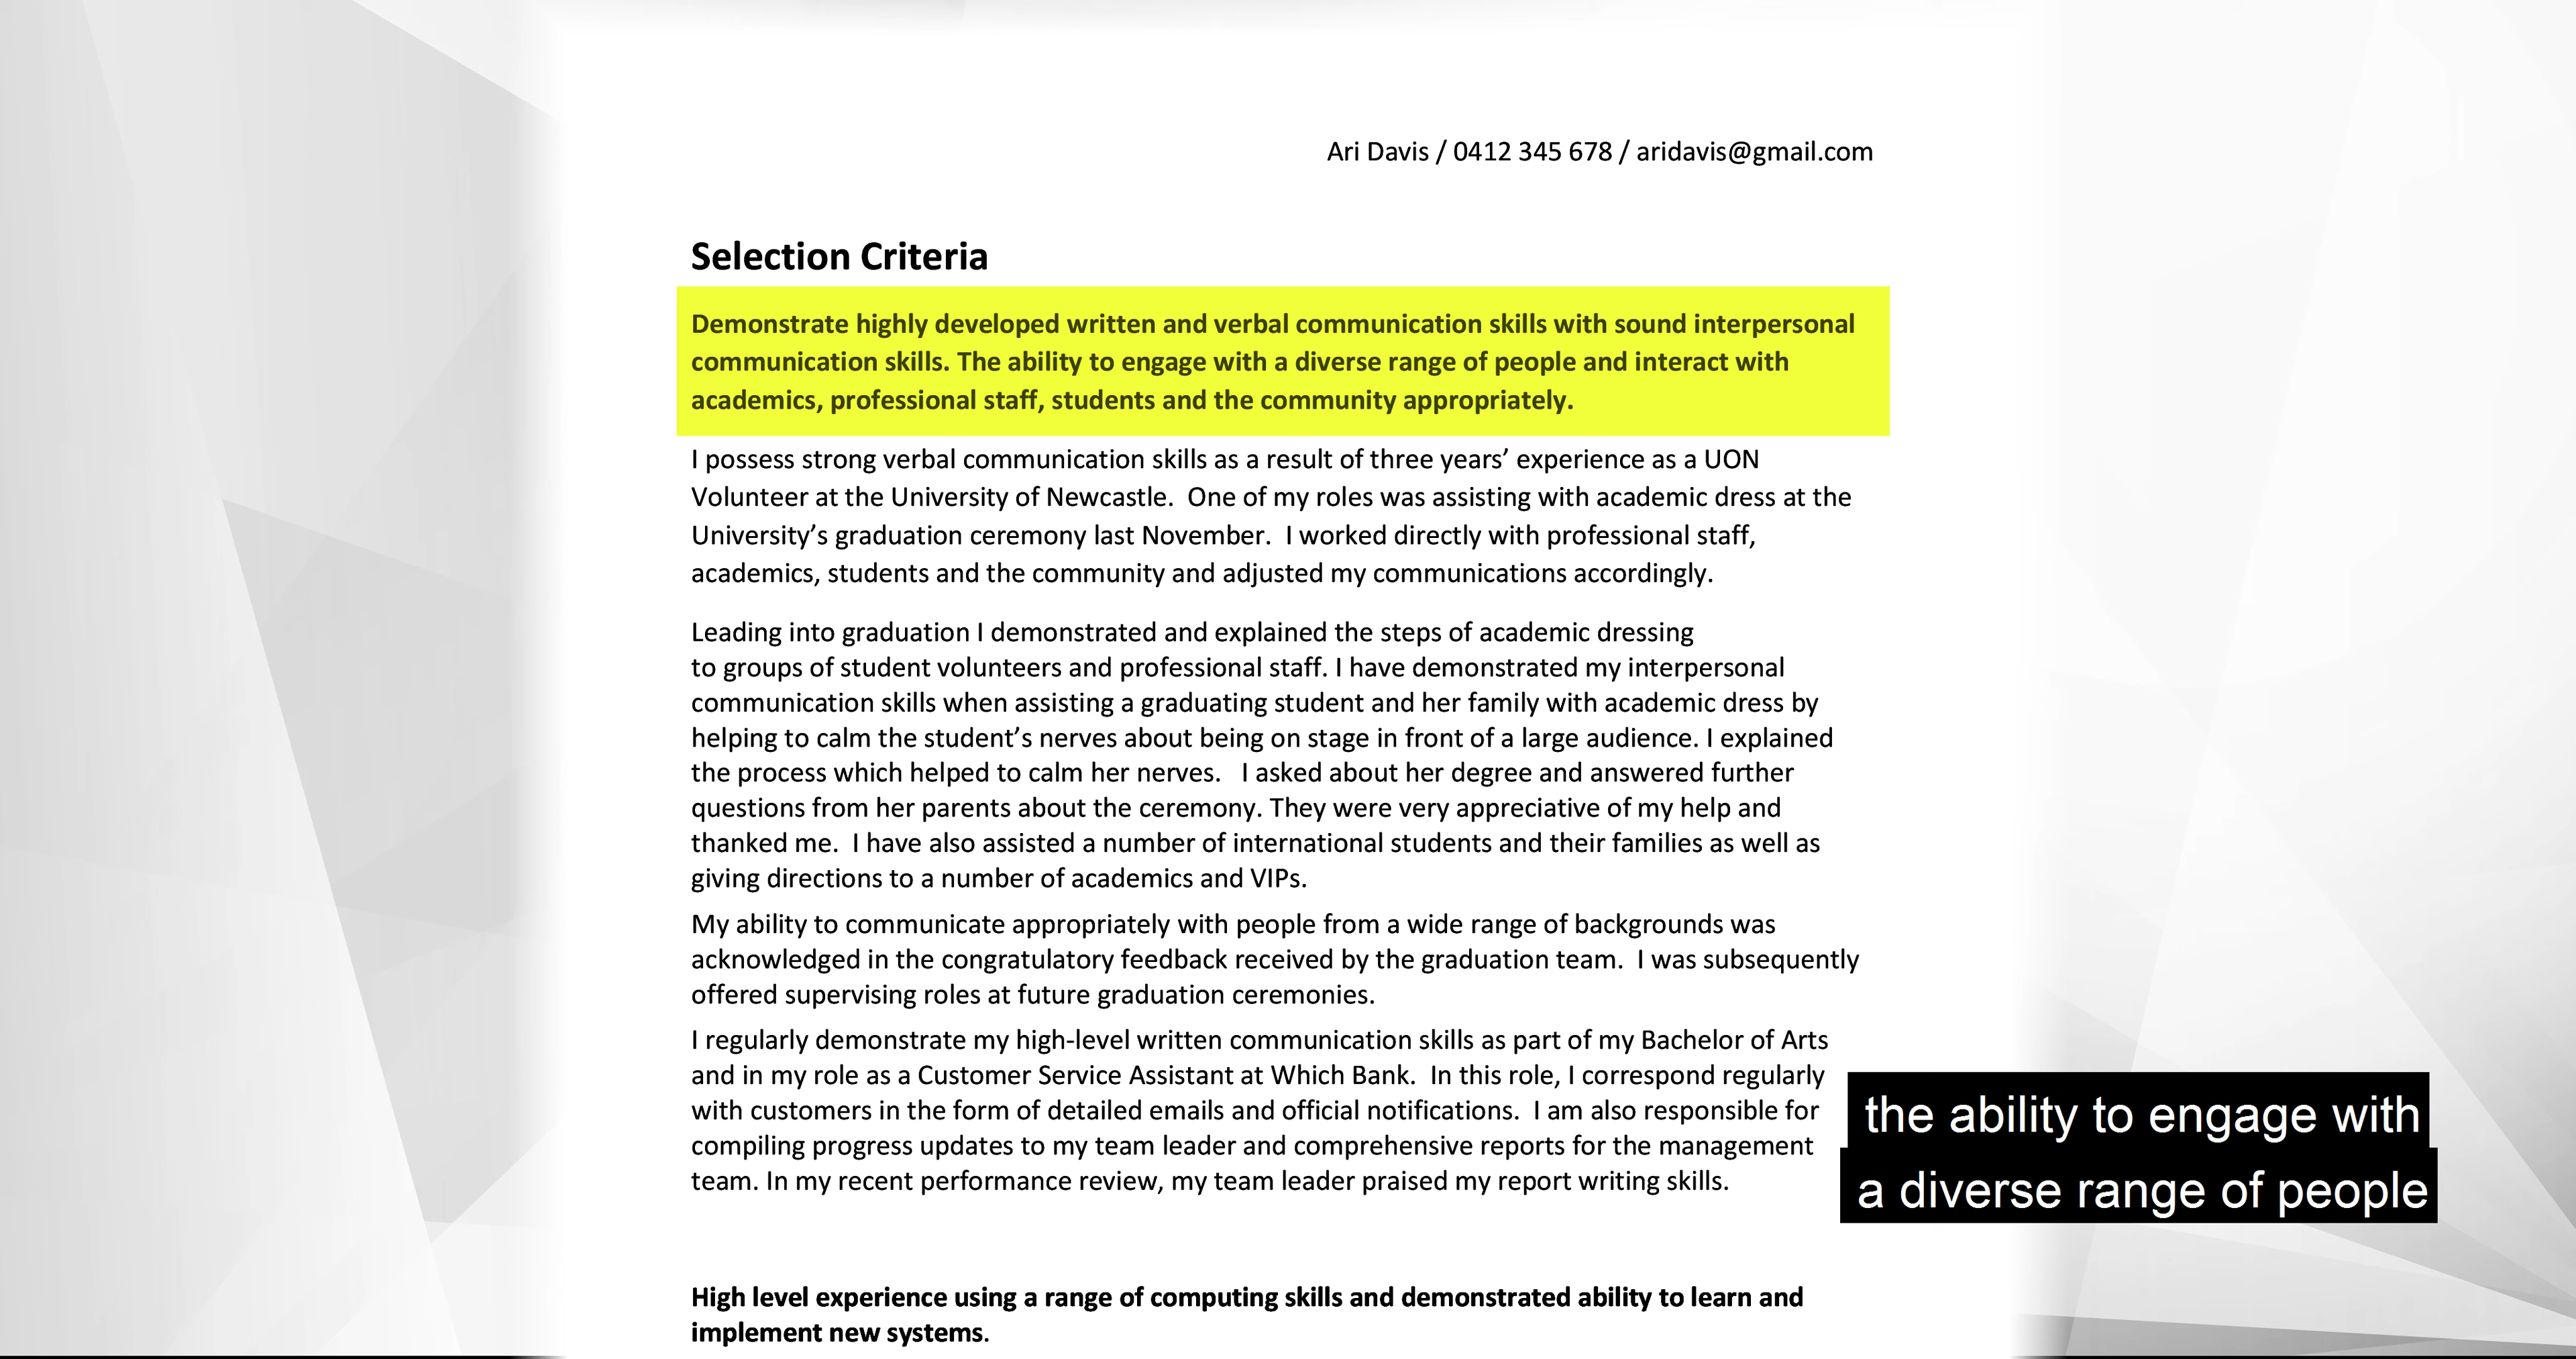 Ari Davis / 0412 345 678 / aridavis@gmail.com
Selection Criteria
Demonstrate highly developed written and verbal communication skills with sound interpersonal
communication skills. The ability to engage with a diverse range of people and interact with
academics, professional staff, students and the community appropriately.
I possess strong verbal communication skills as a result of three years’ experience as a UON
Volunteer at the University of Newcastle.  One of my roles was assisting with academic dress at the
University’s graduation ceremony last November.  I worked directly with professional staff,
academics, students and the community and adjusted my communications accordingly.
Leading into graduation I demonstrated and explained the steps of academic dressing
to groups of student volunteers and professional staff. I have demonstrated my interpersonal
communication skills when assisting a graduating student and her family with academic dress by
helping to calm the student’s nerves about being on stage in front of a large audience. I explained
the process which helped to calm her nerves.   I asked about her degree and answered further
questions from her parents about the ceremony. They were very appreciative of my help and
thanked me.  I have also assisted a number of international students and their families as well as
giving directions to a number of academics and VIPs.
My ability to communicate appropriately with people from a wide range of backgrounds was
acknowledged in the congratulatory feedback received by the graduation team.  I was subsequently
offered supervising roles at future graduation ceremonies.
I regularly demonstrate my high-level written communication skills as part of my Bachelor of Arts
and in my role as a Customer Service Assistant at Which Bank.  In this role, I correspond regularly
with customers in the form of detailed emails and official notifications.  I am also responsible for
compiling progress updates to my team leader and comprehensive reports for the management
team. In my recent performance review, my team leader praised my report writing skills.
the ability to engage with
a diverse range of people
High level experience using a range of computing skills and demonstrated ability to learn and
implement new systems.